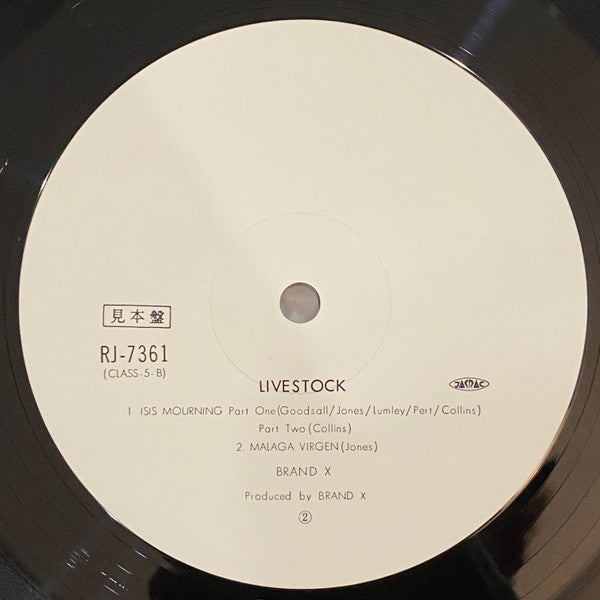 見本盤
RJ-7361
(CLASS-5-B)
LIVESTOCK
JASRAC
1 ISIS MOURNING Part One(Goodsall/Jones/Lumley/Pert/Collins)
Part Two(Collins)
2. MALAGA VIRGEN(Jones)
BRAND X
Produced by BRAND X
②